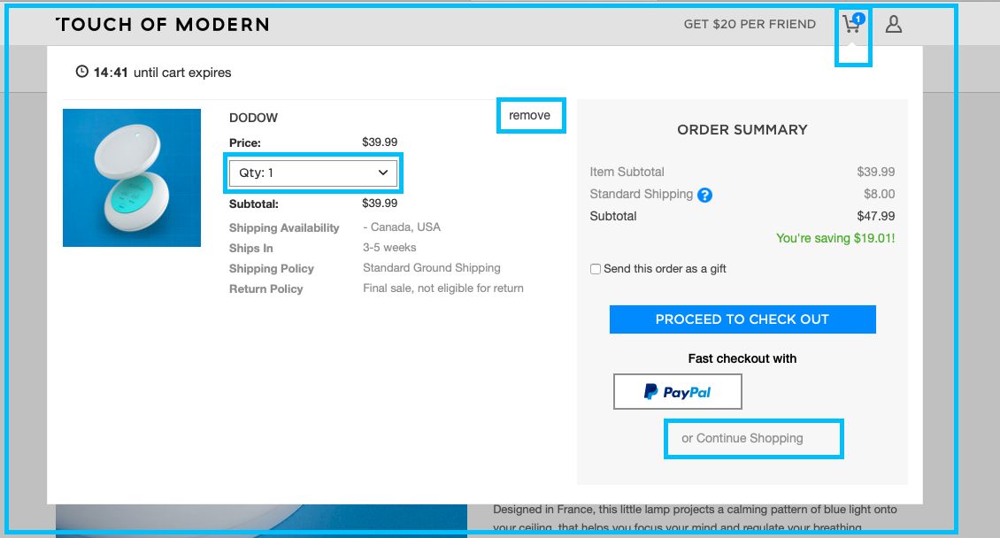 TOUCH OF MODERN
GET $20 PER FRIEND
1
14:41 until cart expires
DODOW
remove
Price: $39.99
Qty: 1
Subtotal: $39.99
Shipping Availability - Canada, USA
Ships In 3-5 weeks
Shipping Policy Standard Ground Shipping
Return Policy Final sale, not eligible for return
ORDER SUMMARY
Item Subtotal $39.99
Standard Shipping ? $8.00
Subtotal $47.99
You're saving $19.01!
Send this order as a gift
PROCEED TO CHECK OUT
Fast checkout with
PayPal
or Continue Shopping
Designed in France, this little lamp projects a calming pattern of blue light onto
your ceiling, that helps you focus your mind and regulate your breathing.